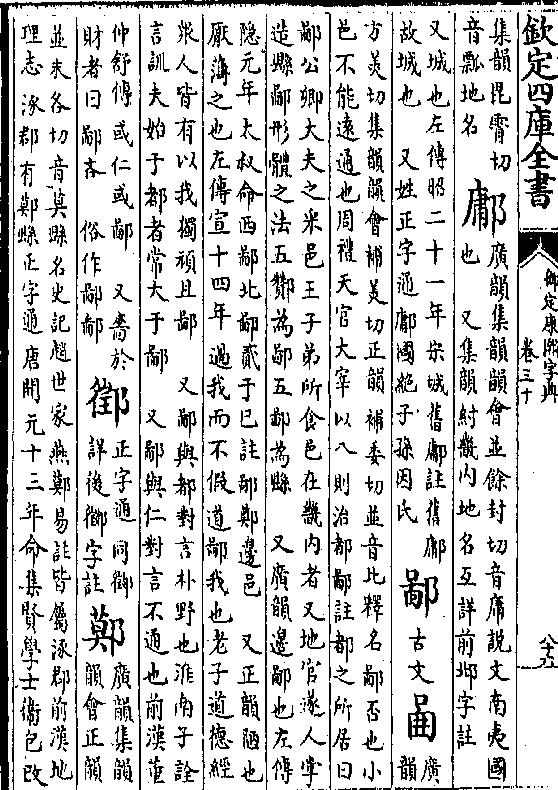 欽定四庫全書
御定康熙字典
卷三十
集韻毘霄切
音瓢地名
鄘
廣韻集韻韻會並餘封切音庸說文南夷國
也 又集韻紂畿內地名互詳前邶字註
又城也左傳昭二十一年宋城舊鄘註舊鄘
故城也 又姓正字通鄘國絕子孫因氏
鄙
古文
啚
廣
韻
方美切集韻韻會補美切正韻補委切並音比釋名鄙否也小
邑不能遠通也周禮天官大宰以八則治都鄙註都之所居曰
鄙公卿大夫之采邑王子弟所食邑在畿內者又地官遂人掌
造縣鄙形體之法五酇為鄙五鄙為縣 又廣韻邊鄙也左傳
隱元年太叔命西鄙北鄙貳于已註鄙鄭邊邑 又正韻陋也
厭薄之也左傳宣十四年過我而不假道鄙我也老子道德經
衆人皆有以我獨頑且鄙 又鄙與都對言朴野也淮南子詮
言訓夫始于都者常大于鄙 又鄙與仁對言不通也前漢董
仲舒傳或仁或鄙 又嗇於
財者曰鄙吝 俗作
正字通同
詳後字註
鄚
廣韻集韻
韻會正韻
並末各切音莫縣名史記趙世家燕鄚易註皆屬涿郡前漢地
理志涿郡有鄚縣正字通唐開元十三年命集賢學士衞包改